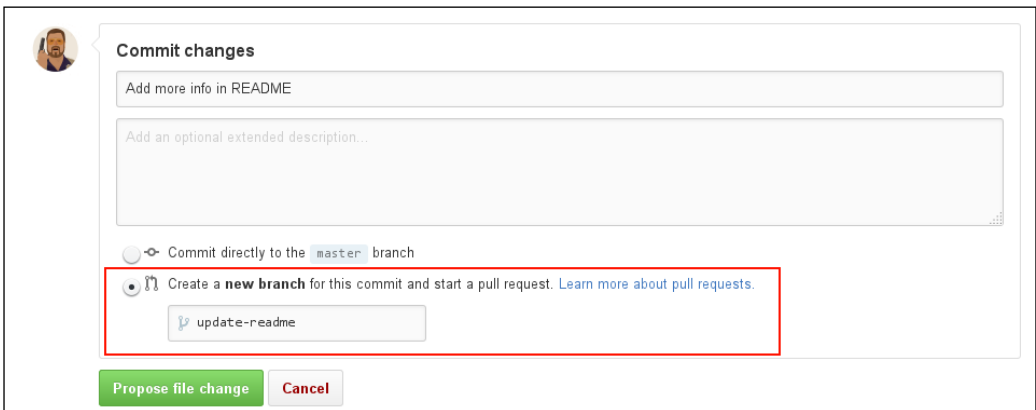 Commit changes
Add more info in README
Add an optional extended description...
Commit directly to the master branch
Create a new branch for this commit and start a pull request. Learn more about pull requests.
update-readme
Propose file change Cancel